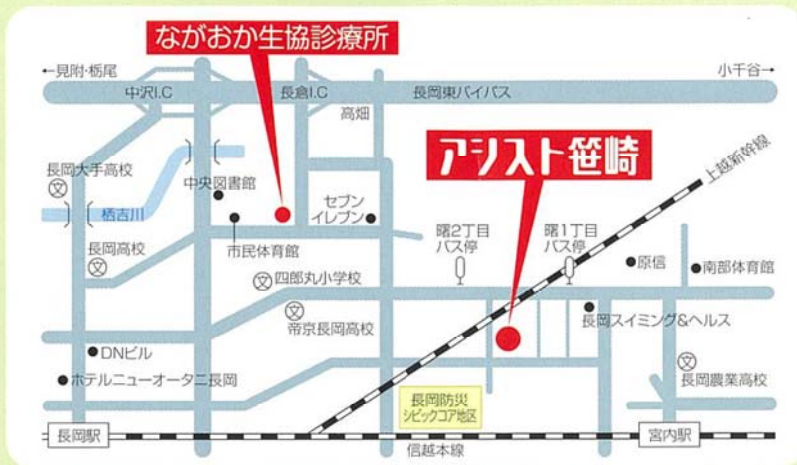 ながおか生協診療所
←見附・栃尾
小千谷→
中沢I.C
長倉I.C
長岡東バイパス
高畑
アシスト笹崎
上越新幹線
長岡大手高校
文
中央図書館
セブン
イレブン
栖吉川
市民体育館
曙2丁目
バス停
曙1丁目
バス停
原信
南部体育館
長岡高校
文
文
四郎丸小学校
文
帝京長岡高校
長岡スイミング&ヘルス
DNビル
ホテルニューオータニ長岡
文
長岡農業高校
長岡防災
シビックコア地区
長岡駅
信越本線
宮内駅